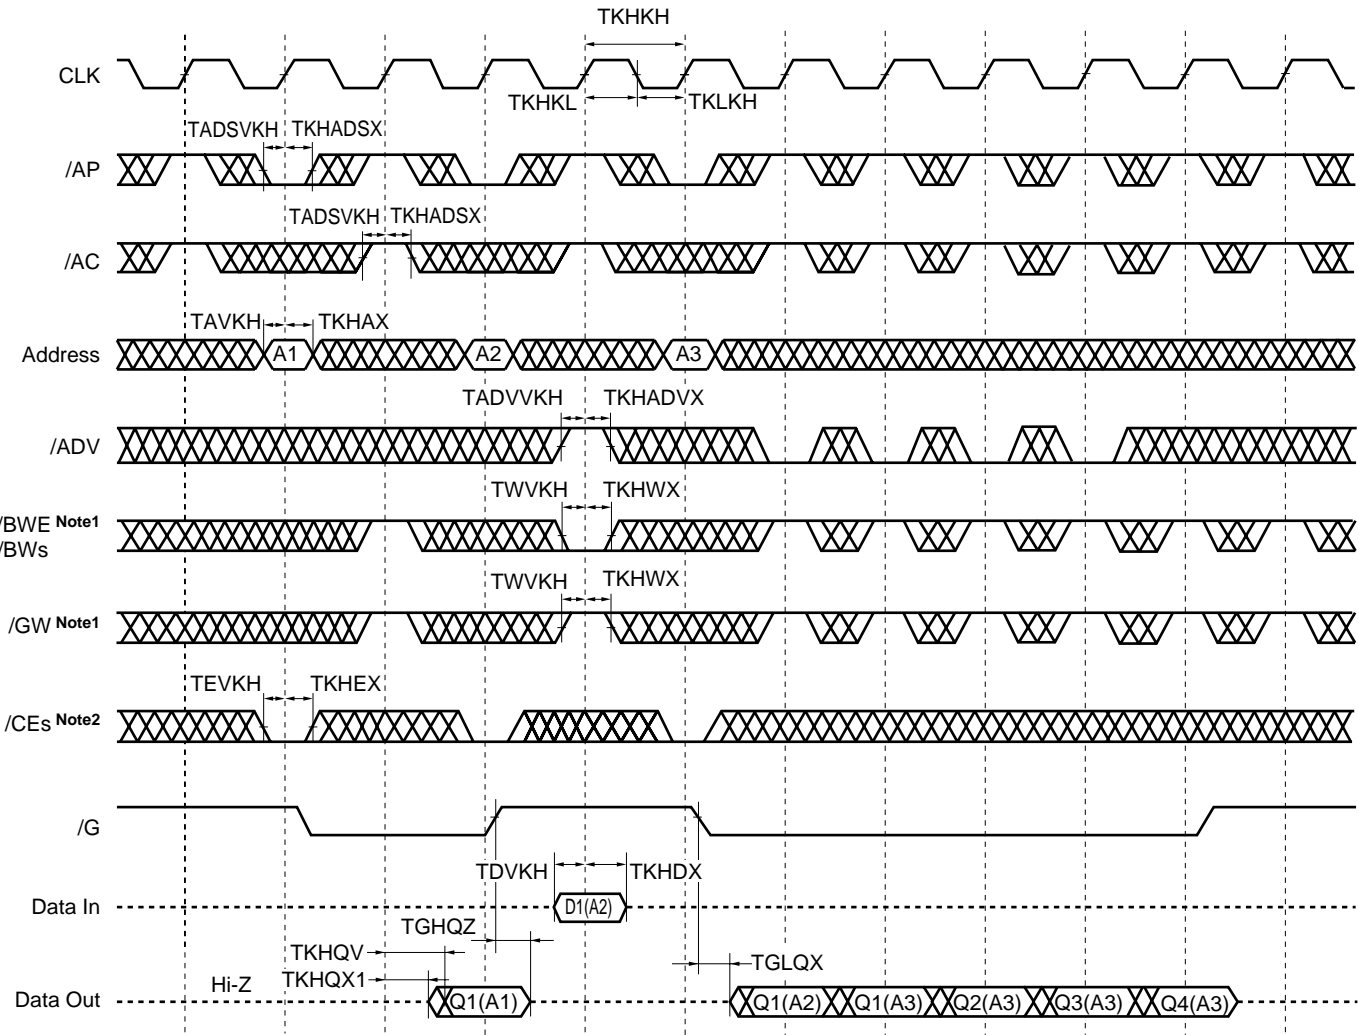 TKHKH
CLK
TKHKL TKLKH
TADSVKH TKHADSX
/AP
TADSVKH TKHADSX
/AC
TAVKH TKHAX
Address A1 A2 A3
TADVVKH TKHADVX
/ADV
TWVKH TKHWX
/BWE Note1
/BWs
TWVKH TKHWX
/GW Note1
TEVKH TKHEX
/CEs Note2
/G
TDVKH TKHDX
Data In D1(A2)
TGHQZ
TKHQV
TGLQX
Hi-Z TKHQX1
Data Out Q1(A1) Q1(A2) Q1(A3) Q2(A3) Q3(A3) Q4(A3)